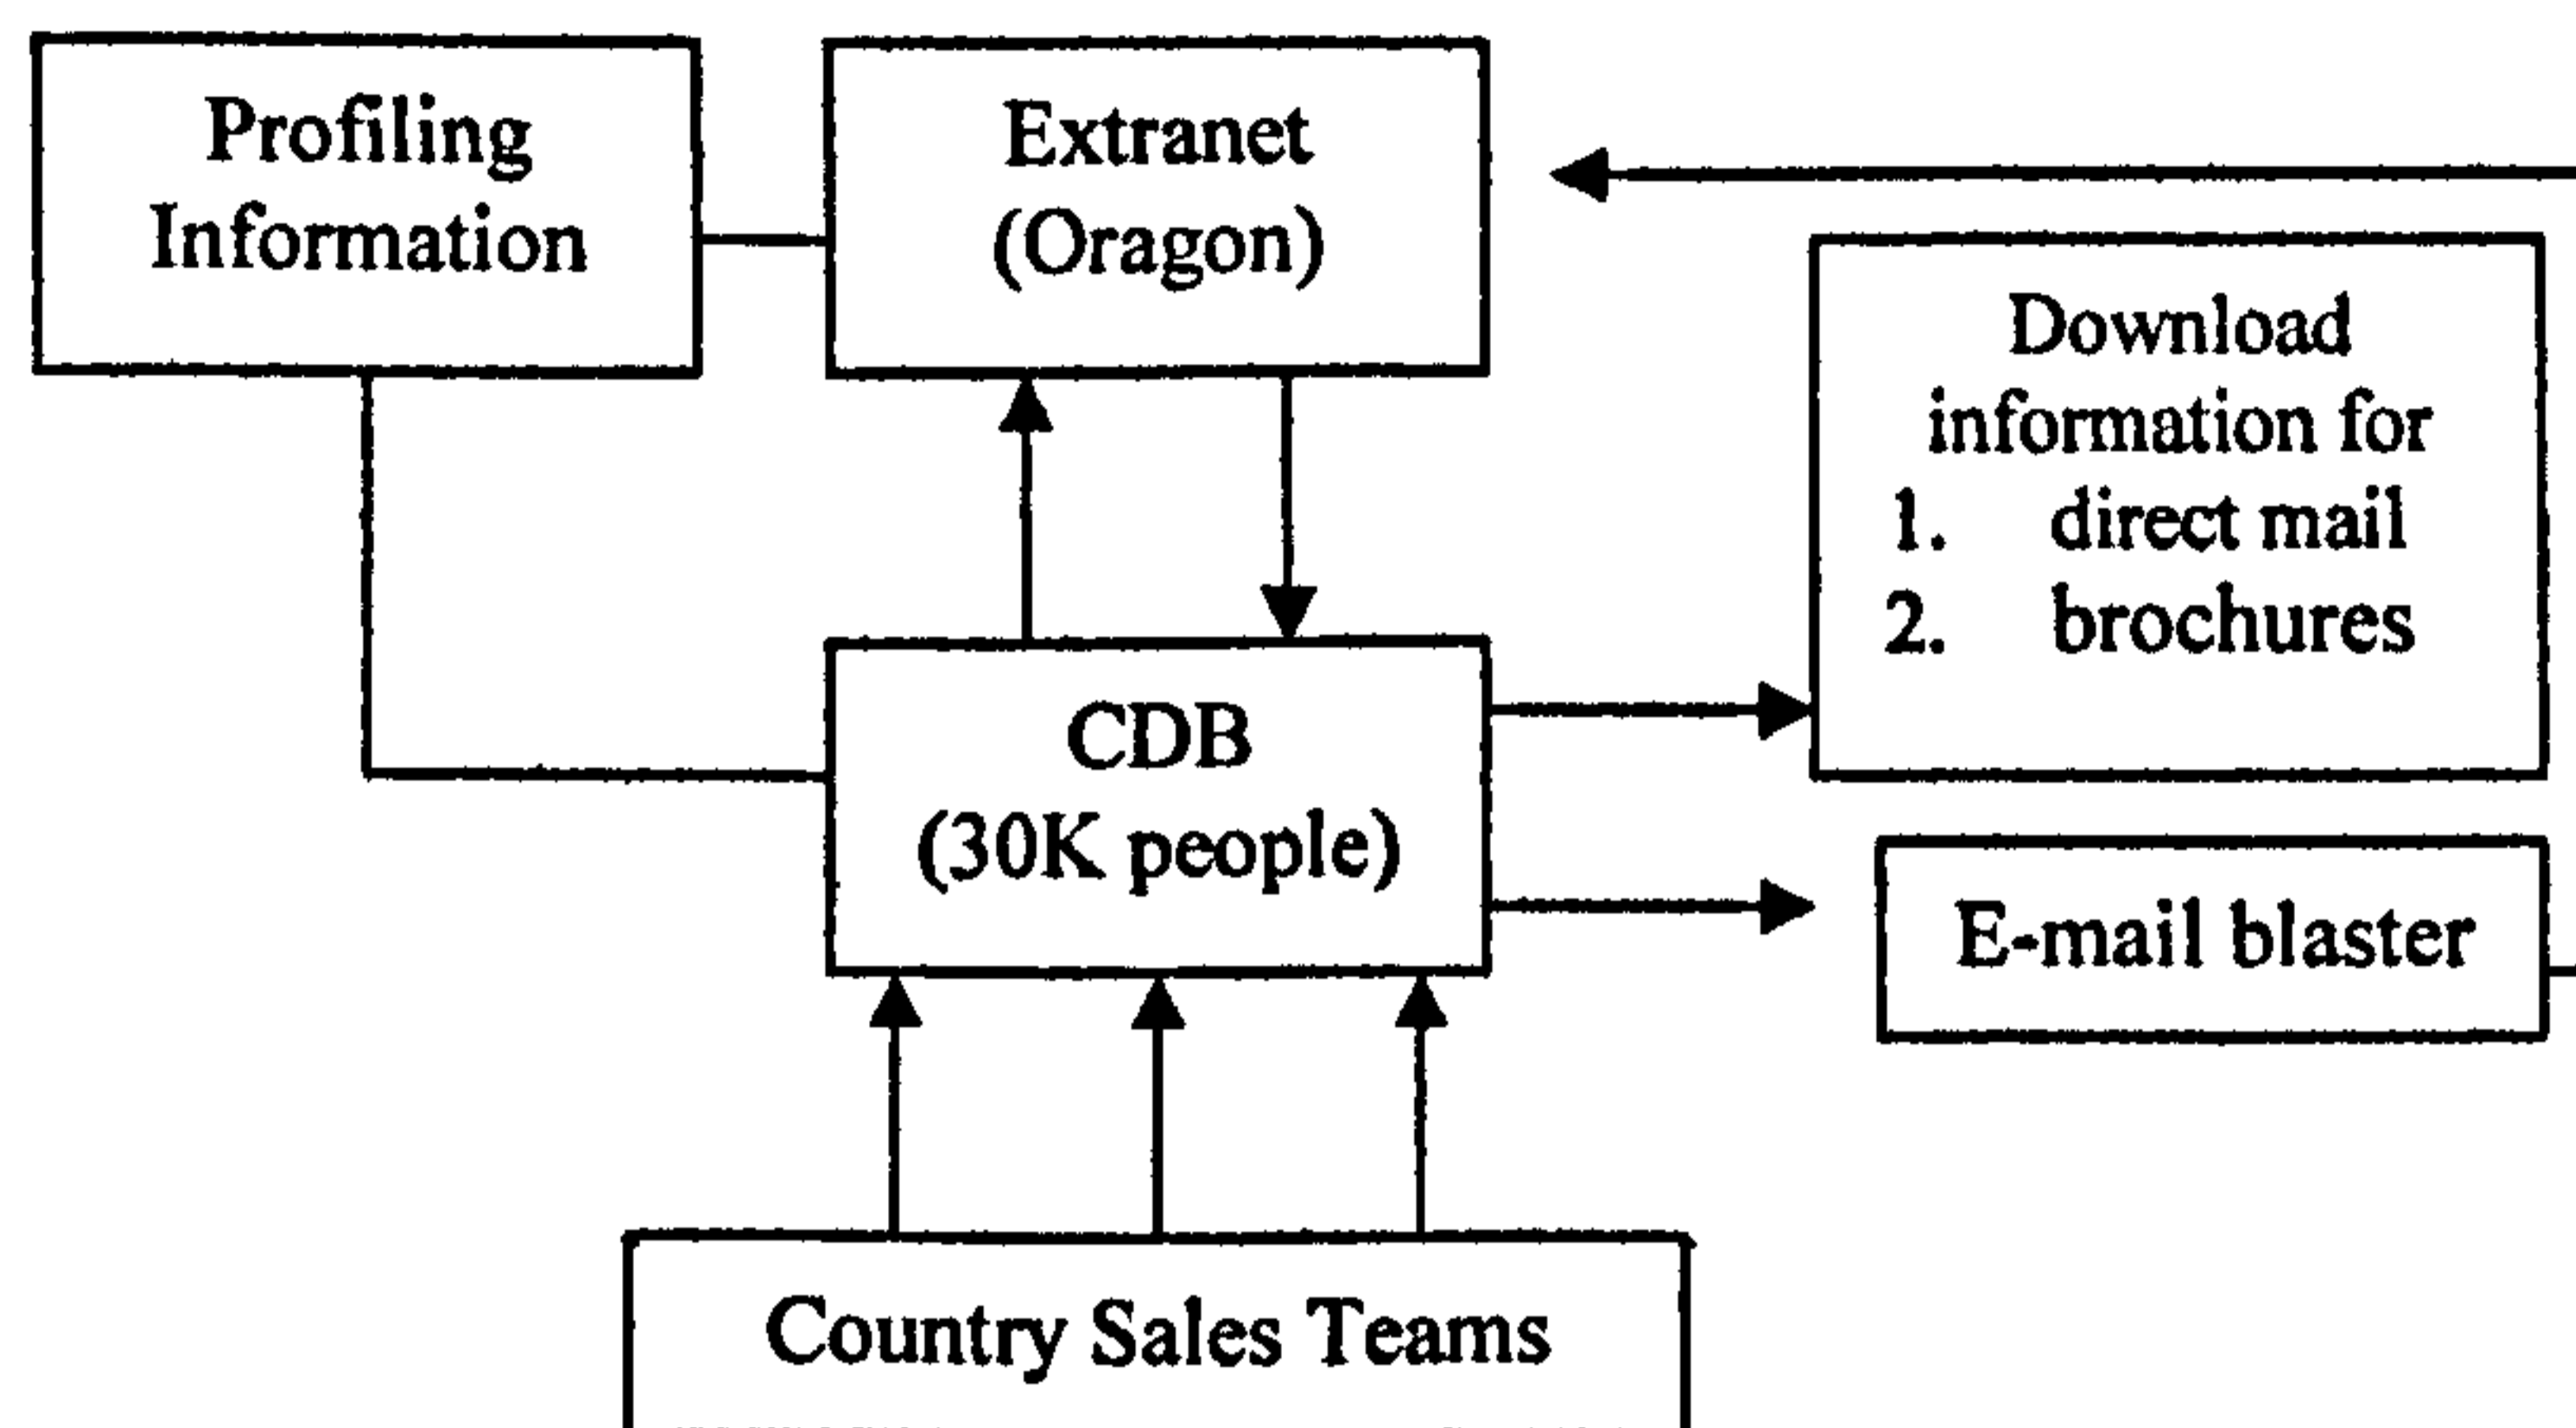 Profiling
Information
Extranet
(Oragon)
Download
information for
1. direct mail
2. brochures
CDB
(30K people)
E-mail blaster
Country Sales Teams